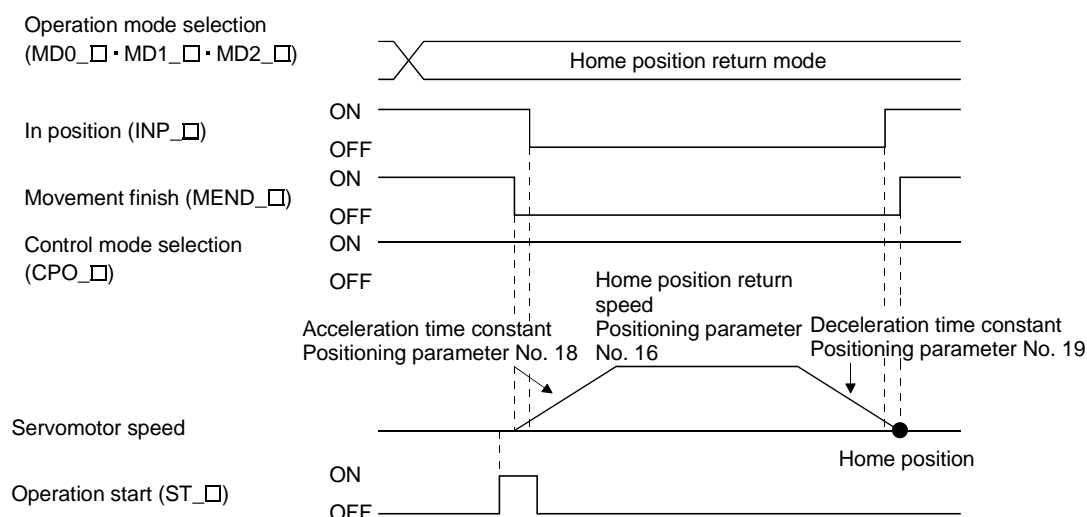 Operation mode selection
(MD0_□・MD1_□・MD2_□)
Home position return mode
In position (INP_□)
ON
OFF
Movement finish (MEND_□)
ON
OFF
Control mode selection
(CPO_□)
ON
OFF
Home position return
speed
Positioning parameter
No. 16
Acceleration time constant
Positioning parameter No. 18
Deceleration time constant
Positioning parameter No. 19
Servomotor speed
Home position
Operation start (ST_□)
ON
OFF